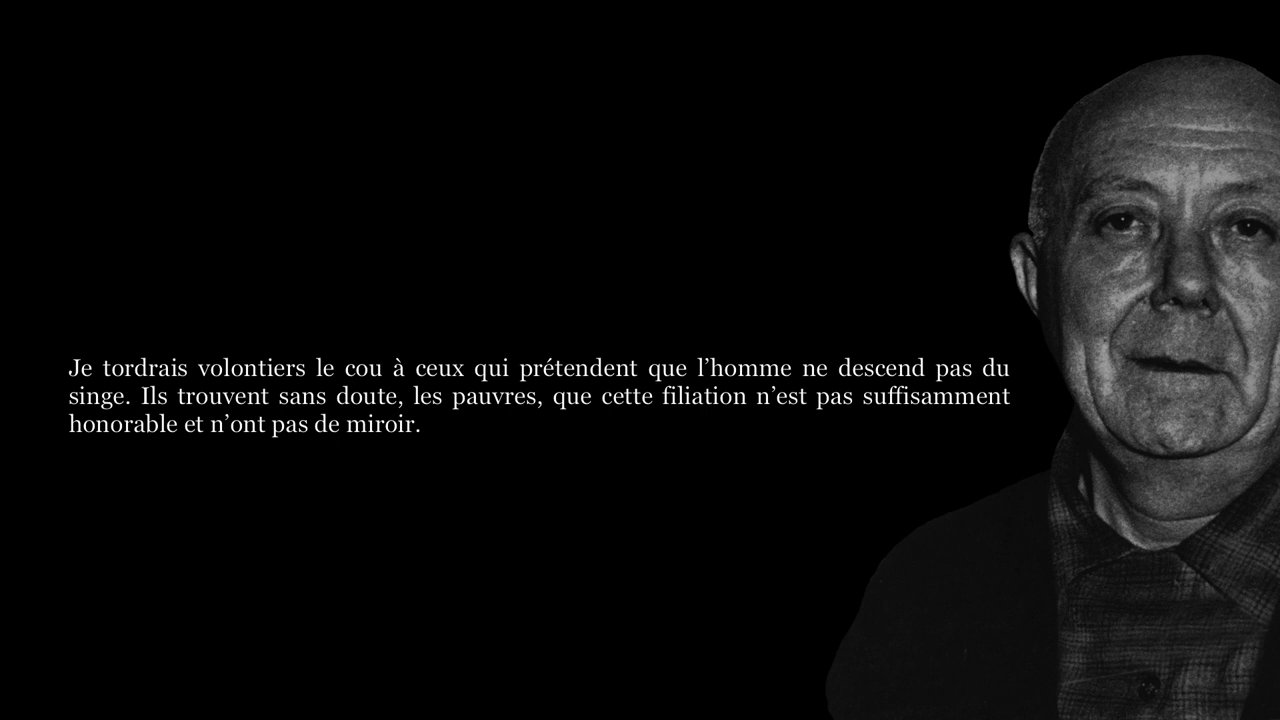 Je tordrais volontiers le cou à ceux qui prétendent que l’homme ne descend pas du
singe. Ils trouvent sans doute, les pauvres, que cette filiation n’est pas suffisamment
honorable et n’ont pas de miroir.